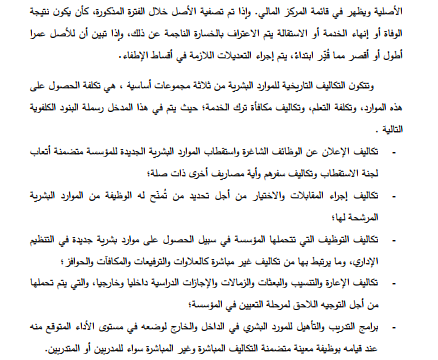 الأصلية ويظهر في قائمة المركز المالي. وإذا تم تصفية الأصل خلال الفترة المذكورة، كأن يكون نتيجة
الوفاة أو إنهاء الخدمة أو الاستقالة يتم الاعتراف بالخسارة الناجمة عن ذلك، وإذا تبين أن للأصل عمرا
أطول أو أقصر مما قُدِّر ابتداءً، يتم إجراء التعديلات اللازمة في أقساط الإطفاء.
وتتكون التكاليف التاريخية للموارد البشرية من ثلاثة مجموعات أساسية ، هي تكلفة الحصول على
هذه الموارد، وتكلفة التعلم، وتكاليف مكافأة ترك الخدمة؛ حيث يتم في هذا المدخل رسملة البنود الكلفوية
التالية .
- تكاليف الإعلان عن الوظائف الشاغرة واستقطاب الموارد البشرية الجديدة للمؤسسة متضمنة أتعاب
لجنة الاستقطاب وتكاليف سفرهم وأية مصاريف أخرى ذات صلة؛
- تكاليف إجراء المقابلات والاختيار من أجل تحديد من تُمنَح له الوظيفة من الموارد البشرية
المرشحة لها؛
- تكاليف التوظيف التي تتحملها المؤسسة في سبيل الحصول على موارد بشرية جديدة في التنظيم
الإداري، وما يرتبط بها من تكاليف غير مباشرة كالعلاوات والترفيعات والمكافآت والحوافز ؛
- تكاليف الإعارة والتنسيب والبعثات والزمالات والإجازات الدراسية داخليا وخارجيا، والتي يتم تحملها
من أجل التوجيه اللاحق لمرحلة التعيين في المؤسسة؛
- برامج التدريب والتأهيل للمورد البشري في الداخل والخارج لوضعه في مستوى الأداء المتوقع منه
عند قيامه بوظيفة معينة متضمنة التكاليف المباشرة وغير المباشرة سواء للمدربين أو المتدربين.